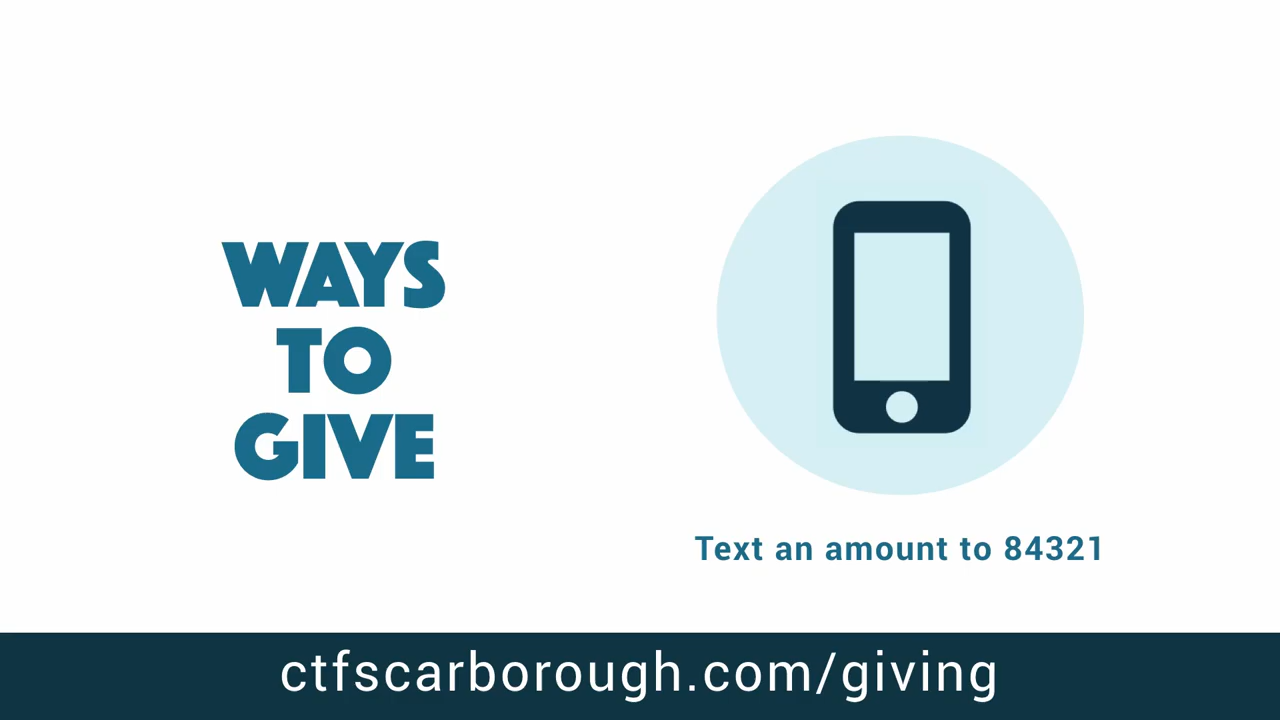 WAYS
TO
GIVE
Text an amount to 84321
ctfscarborough.com/giving